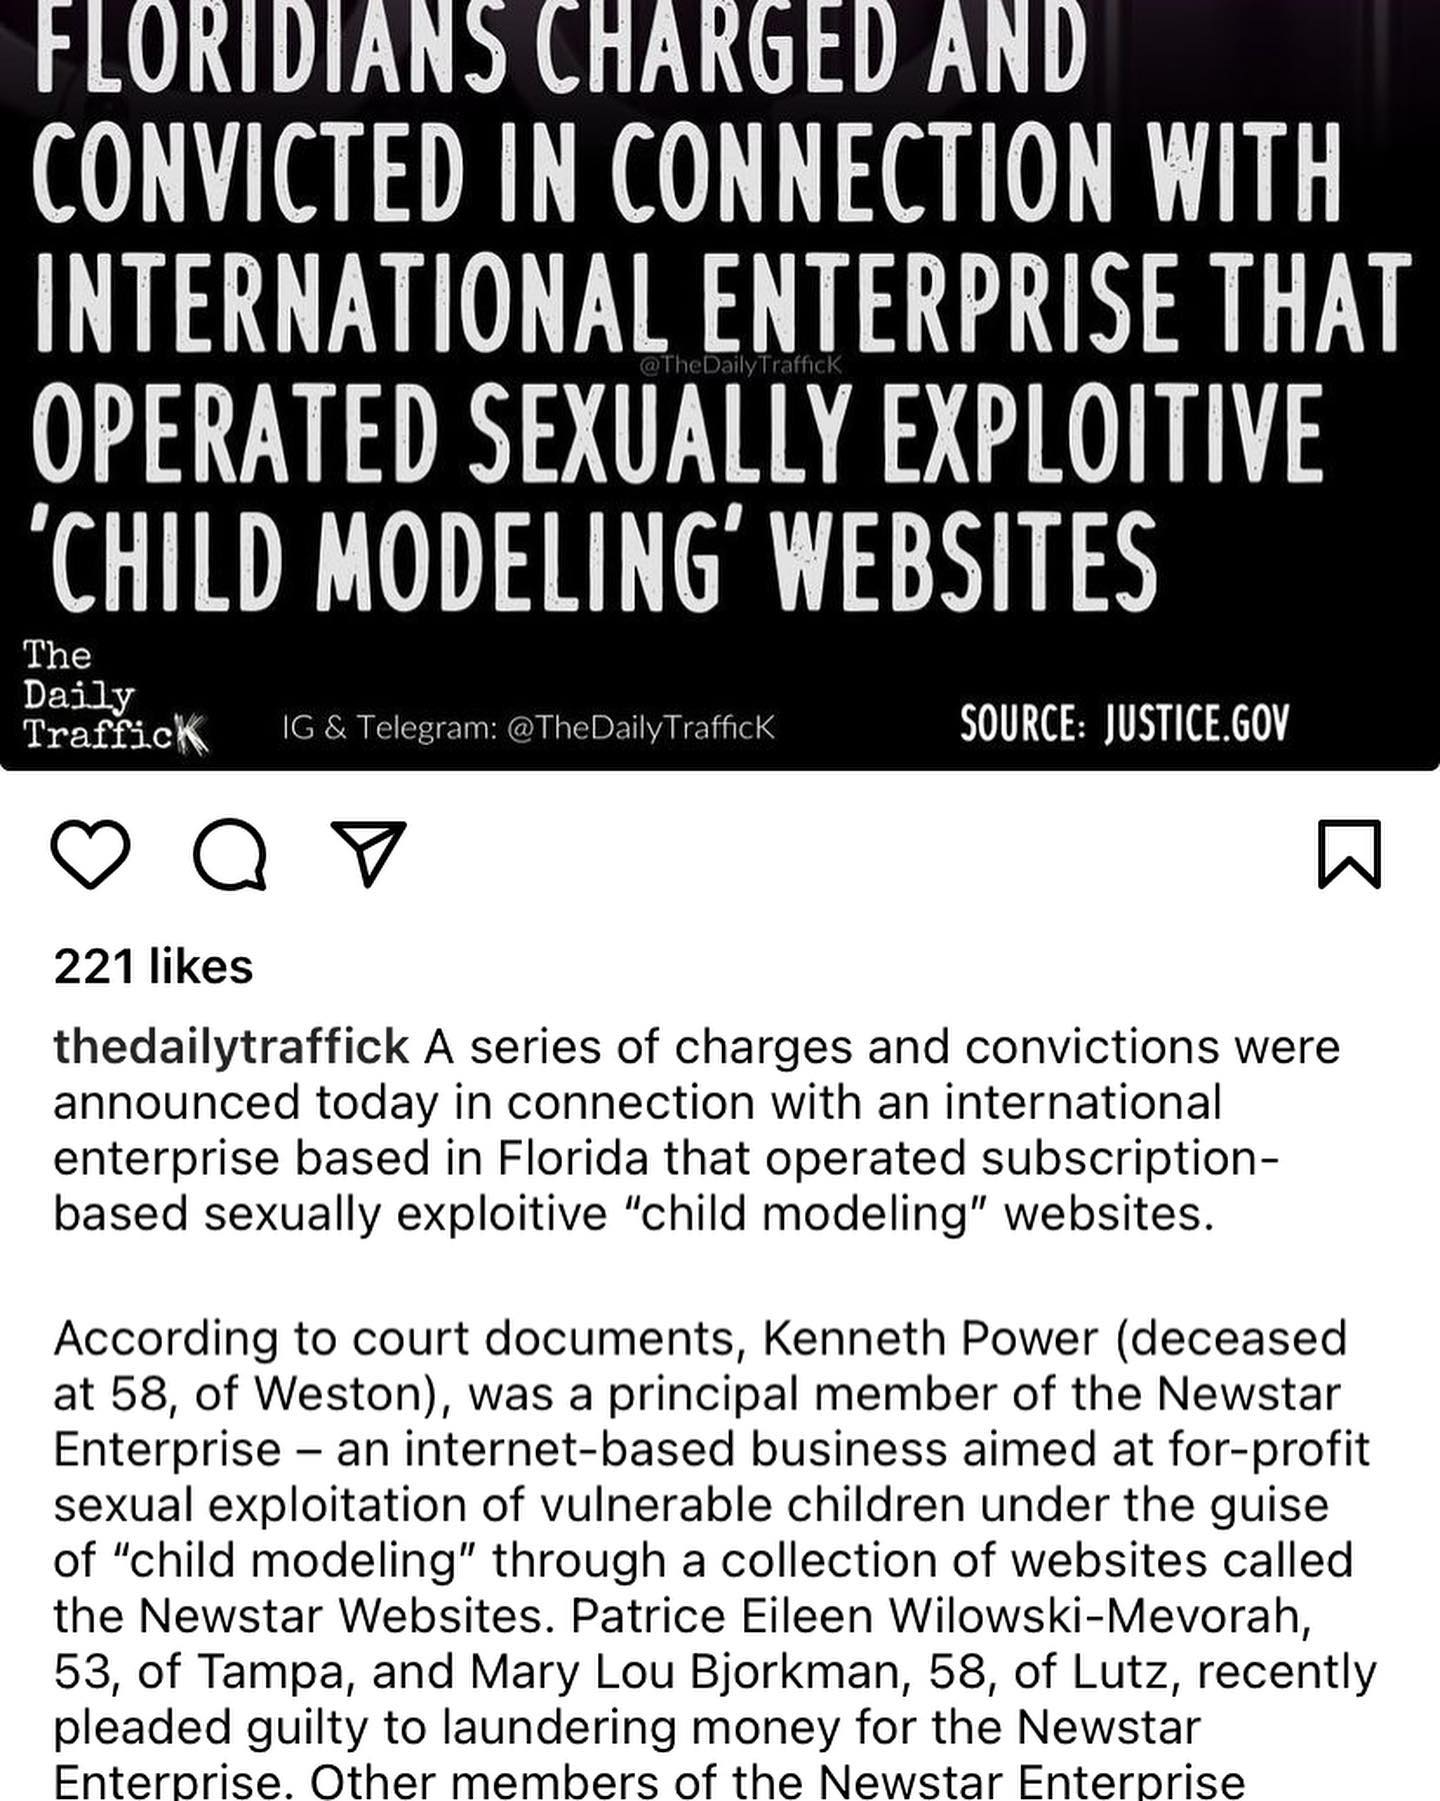 FLORIDIANS CHARGED AND
CONVICTED IN CONNECTION WITH
INTERNATIONAL ENTERPRISE THAT
@TheDailyTrafficK
OPERATED SEXUALLY EXPLOITIVE
'CHILD MODELING' WEBSITES
The
Daily
TrafficK
IG & Telegram: @TheDailyTrafficK
SOURCE: JUSTICE.GOV
221 likes
thedailytraffick A series of charges and convictions were
announced today in connection with an international
enterprise based in Florida that operated subscription-
based sexually exploitive “child modeling” websites.
According to court documents, Kenneth Power (deceased
at 58, of Weston), was a principal member of the Newstar
Enterprise – an internet-based business aimed at for-profit
sexual exploitation of vulnerable children under the guise
of “child modeling” through a collection of websites called
the Newstar Websites. Patrice Eileen Wilowski-Mevorah,
53, of Tampa, and Mary Lou Bjorkman, 58, of Lutz, recently
pleaded guilty to laundering money for the Newstar
Enterprise. Other members of the Newstar Enterprise